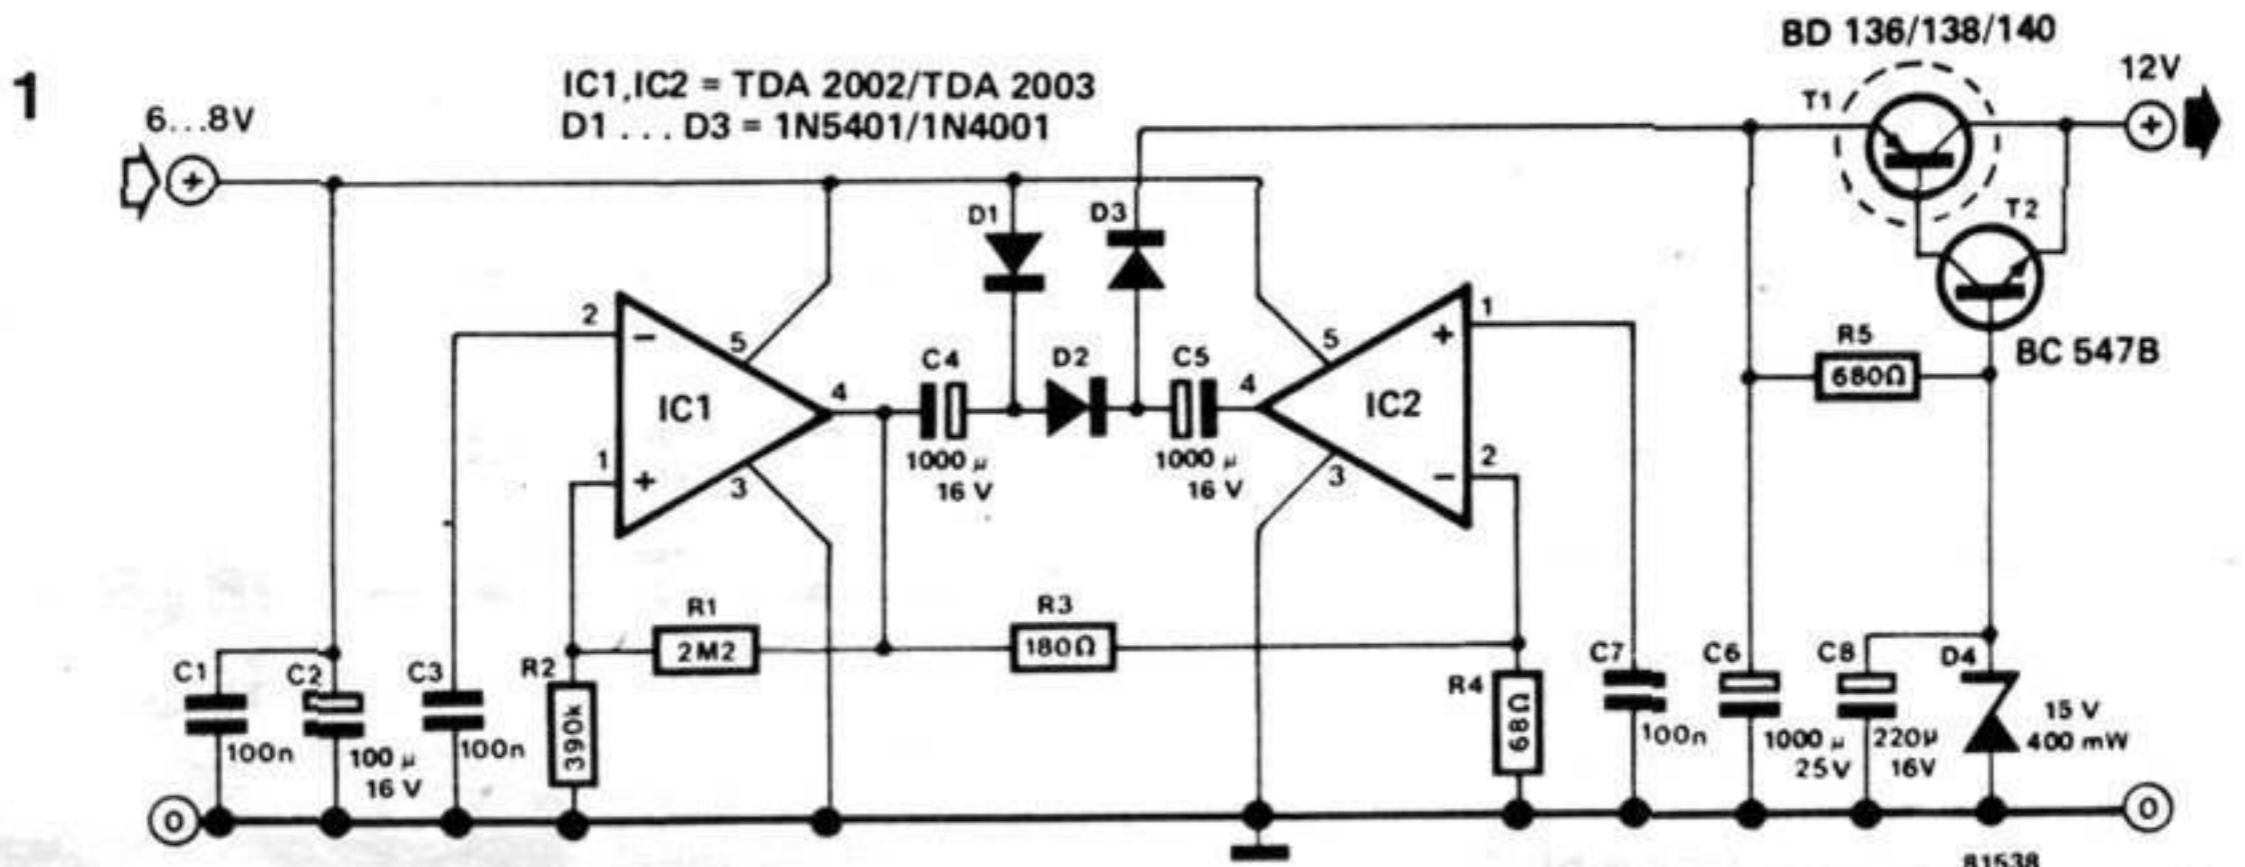 1
BD 136/138/140
IC1,IC2 = TDA 2002/TDA 2003
D1 . . . D3 = 1N5401/1N4001
6...8V
12V
+
+
T1
T2
BC 547B
D1
D3
R5
680Ω
2
−
5
IC1
4
C4
1000 μ
16 V
D2
C5
1000 μ
16 V
4
5
IC2
+
1
1
+
3
3
−
2
R1
2M2
R3
180Ω
C1
100n
C2
100 μ
16 V
C3
100n
R2
390k
R4
68Ω
C7
100n
C6
1000 μ
25V
C8
220μ
16V
D4
15 V
400 mW
0
0
81538